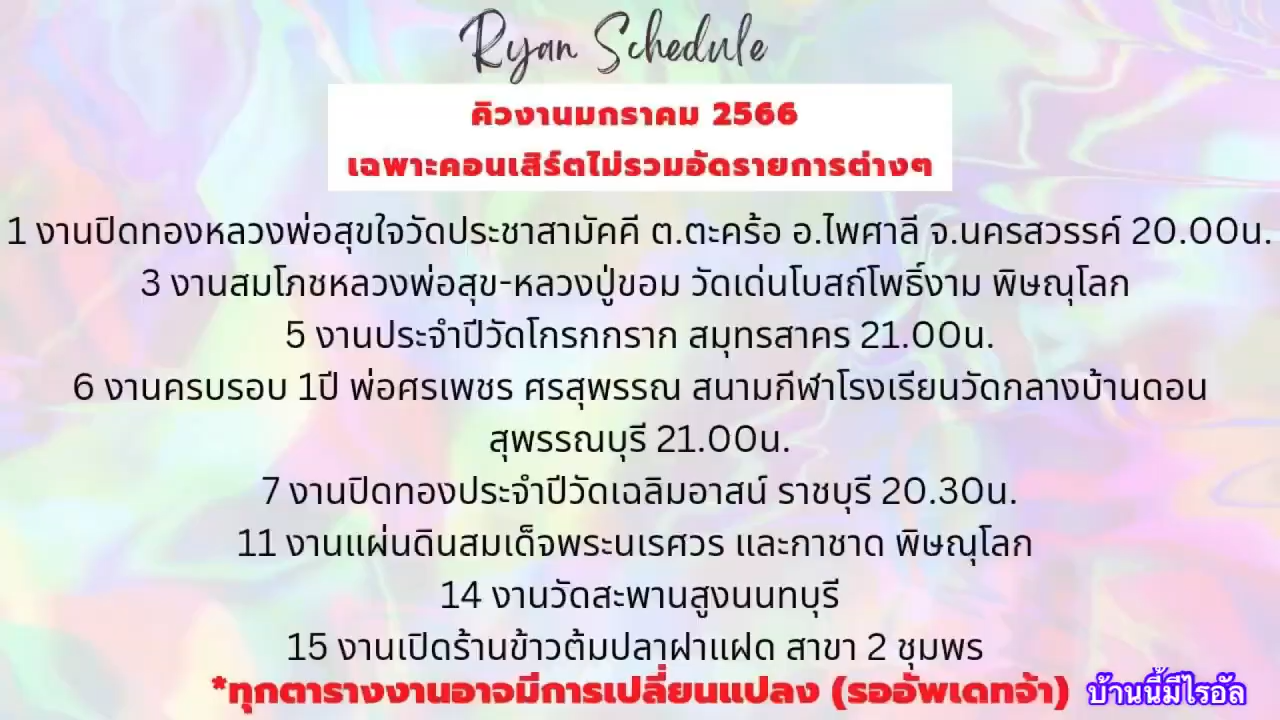 Ryan Schedule
คิวงานมกราคม 2566
เฉพาะคอนเสิร์ตไม่รวมอัดรายการต่างๆ
1 งานปิดทองหลวงพ่อสุขใจวัดประชาสามัคคี ต.ตะคร้อ อ.ไพศาลี จ.นครสวรรค์ 20.00น.
3 งานสมโภชหลวงพ่อสุข-หลวงปู่ขอม วัดเด่นโบสถ์โพธิ์งาม พิษณุโลก
5 งานประจำปีวัดโกรกกราก สมุทรสาคร 21.00น.
6 งานครบรอบ 1ปี พ่อศรเพชร ศรสุพรรณ สนามกีฬาโรงเรียนวัดกลางบ้านดอน
สุพรรณบุรี 21.00น.
7 งานปิดทองประจำปีวัดเฉลิมอาสน์ ราชบุรี 20.30น.
11 งานแผ่นดินสมเด็จพระนเรศวร และกาชาด พิษณุโลก
14 งานวัดสะพานสูงนนทบุรี
15 งานเปิดร้านข้าวต้มปลาฝาแฝด สาขา 2 ชุมพร
*ทุกตารางงานอาจมีการเปลี่ยนแปลง (รออัพเดทจ้า)
บ้านนี้มีไรอัล